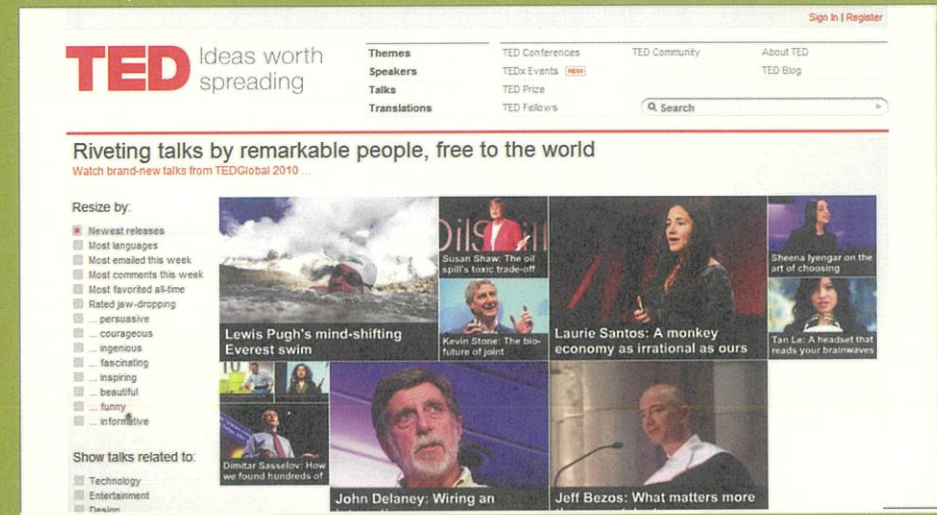 Sign In | Register
TED Ideas worth
spreading
Themes
Speakers
Talks
Translations
TED Conferences
TEDx Events NEW
TED Prize
TED Fellows
TED Community
About TED
TED Blog
Search
Riveting talks by remarkable people, free to the world
Watch brand-new talks from TEDGlobal 2010 ...
Resize by:
Newest releases
Most languages
Most emailed this week
Most comments this week
Most favorited all-time
Rated jaw-dropping
... persuasive
... courageous
... ingenious
... fascinating
... inspiring
... beautiful
... funny
... informative
Show talks related to:
Technology
Entertainment
Design
Lewis Pugh's mind-shifting
Everest swim
Susan Shaw: The oil
spill's toxic trade-off
Kevin Stone: The bio-
future of joint
Laurie Santos: A monkey
economy as irrational as ours
Sheena Iyengar on the
art of choosing
Tan Le: A headset that
reads your brainwaves
10
Dimitar Sasselov: How
we found hundreds of
John Delaney: Wiring an
Jeff Bezos: What matters more